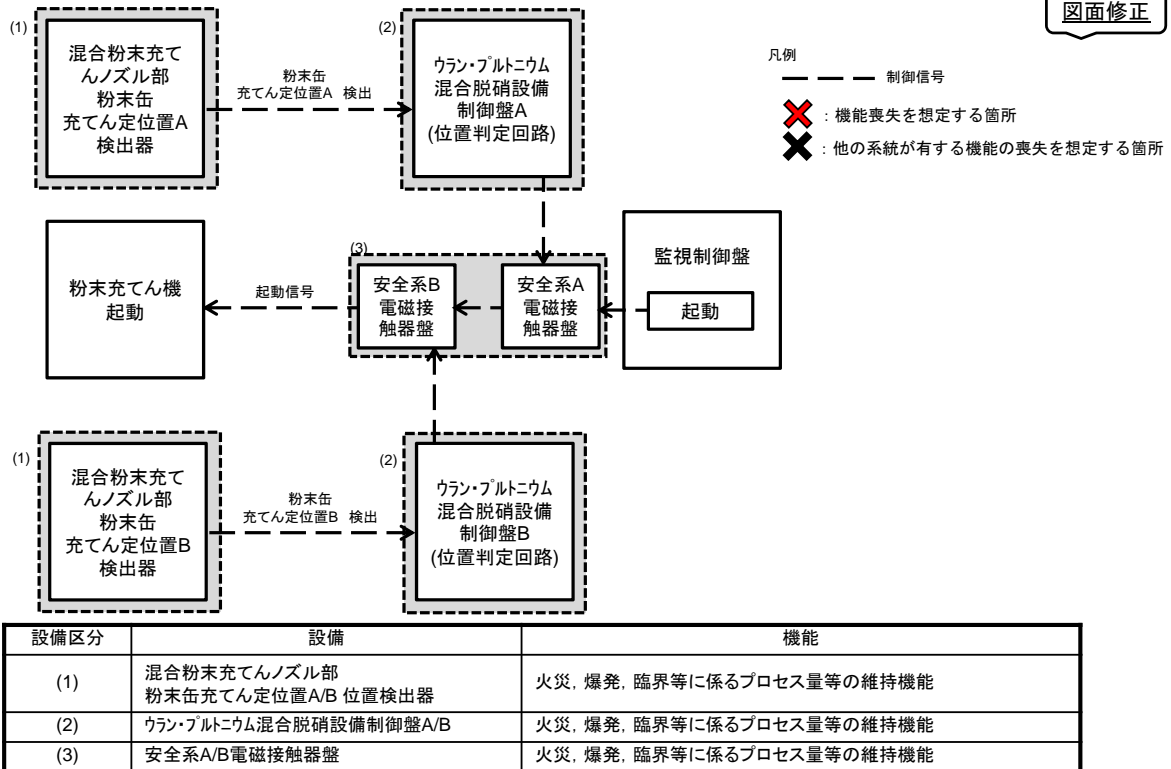 図面修正
(1)
混合粉末充て
んノズル部
粉末缶
充てん定位置A
検出器
粉末缶
充てん定位置A 検出
(2)
ウラン・プルトニウム
混合脱硝設備
制御盤A
(位置判定回路)
凡例
制御信号
：機能喪失を想定する箇所
：他の系統が有する機能の喪失を想定する箇所
粉末充てん機
起動
起動信号
(3)
安全系B
電磁接
触器盤
安全系A
電磁接
触器盤
監視制御盤
起動
(1)
混合粉末充て
んノズル部
粉末缶
充てん定位置B
検出器
粉末缶
充てん定位置B 検出
(2)
ウラン・プルトニウム
混合脱硝設備
制御盤B
(位置判定回路)
設備区分 設備 機能
(1) 混合粉末充てんノズル部
粉末缶充てん定位置A/B 位置検出器 火災，爆発，臨界等に係るプロセス量等の維持機能
(2) ウラン・プルトニウム混合脱硝設備制御盤A/B 火災，爆発，臨界等に係るプロセス量等の維持機能
(3) 安全系A/B電磁接触器盤 火災，爆発，臨界等に係るプロセス量等の維持機能